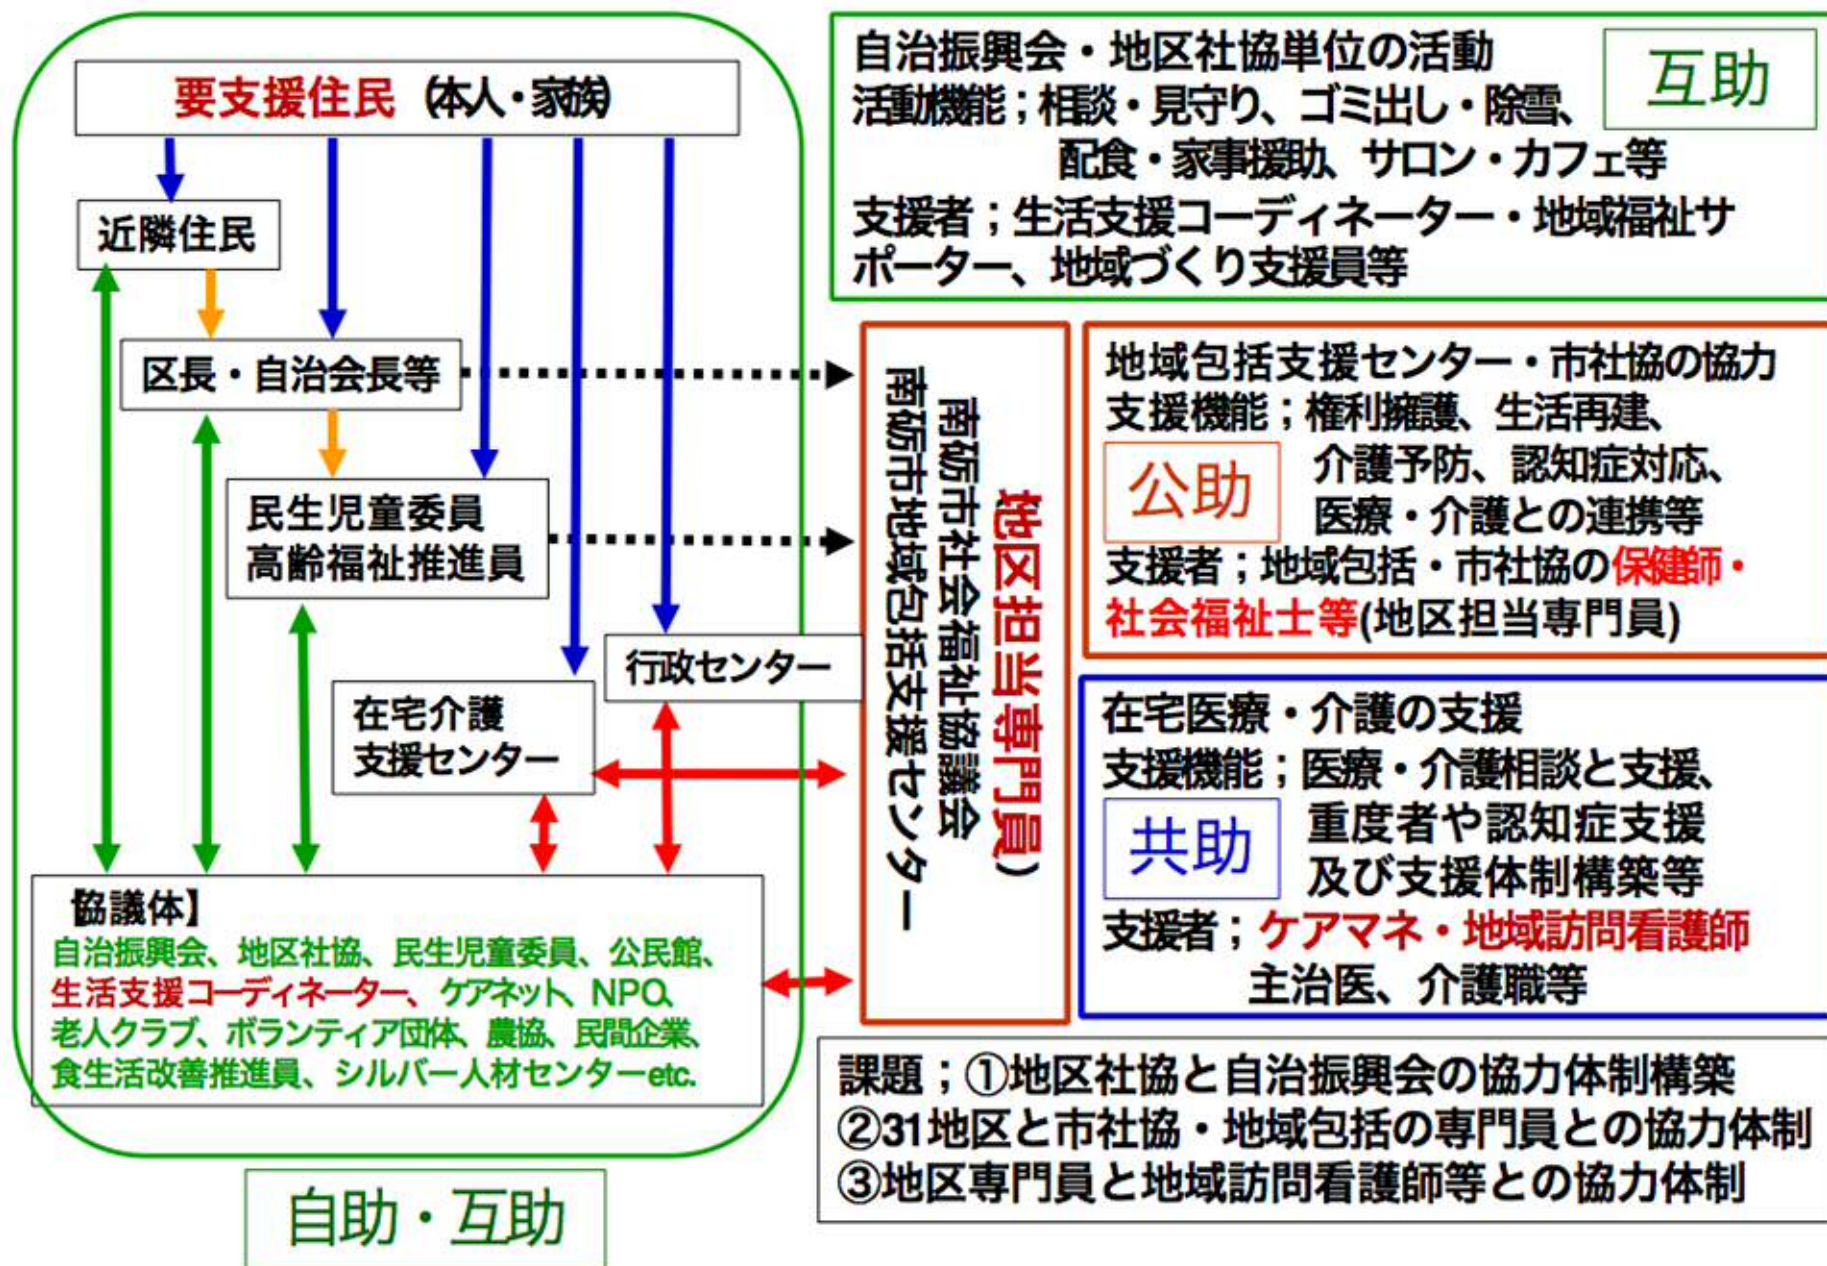 要支援住民 (本人・家族)
近隣住民
区長・自治会長等
民生児童委員
高齢福祉推進員
行政センター
在宅介護
支援センター
【協議体】
自治振興会、地区社協、民生児童委員、公民館、
生活支援コーディネーター、ケアネット、NPO、
老人クラブ、ボランティア団体、農協、民間企業、
食生活改善推進員、シルバー人材センターetc.
自助・互助
地区担当専門員)
南砺市社会福祉協議会
南砺市地域包括支援センター
自治振興会・地区社協単位の活動
互助
活動機能；相談・見守り、ゴミ出し・除雪、
配食・家事援助、サロン・カフェ等
支援者；生活支援コーディネーター・地域福祉サ
ポーター、地域づくり支援員等
地域包括支援センター・市社協の協力
支援機能；権利擁護、生活再建、
公助
介護予防、認知症対応、
医療・介護との連携等
支援者；地域包括・市社協の保健師・
社会福祉士等(地区担当専門員)
在宅医療・介護の支援
支援機能；医療・介護相談と支援、
共助
重度者や認知症支援
及び支援体制構築等
支援者；ケアマネ・地域訪問看護師
主治医、介護職等
課題；①地区社協と自治振興会の協力体制構築
②31地区と市社協・地域包括の専門員との協力体制
③地区専門員と地域訪問看護師等との協力体制